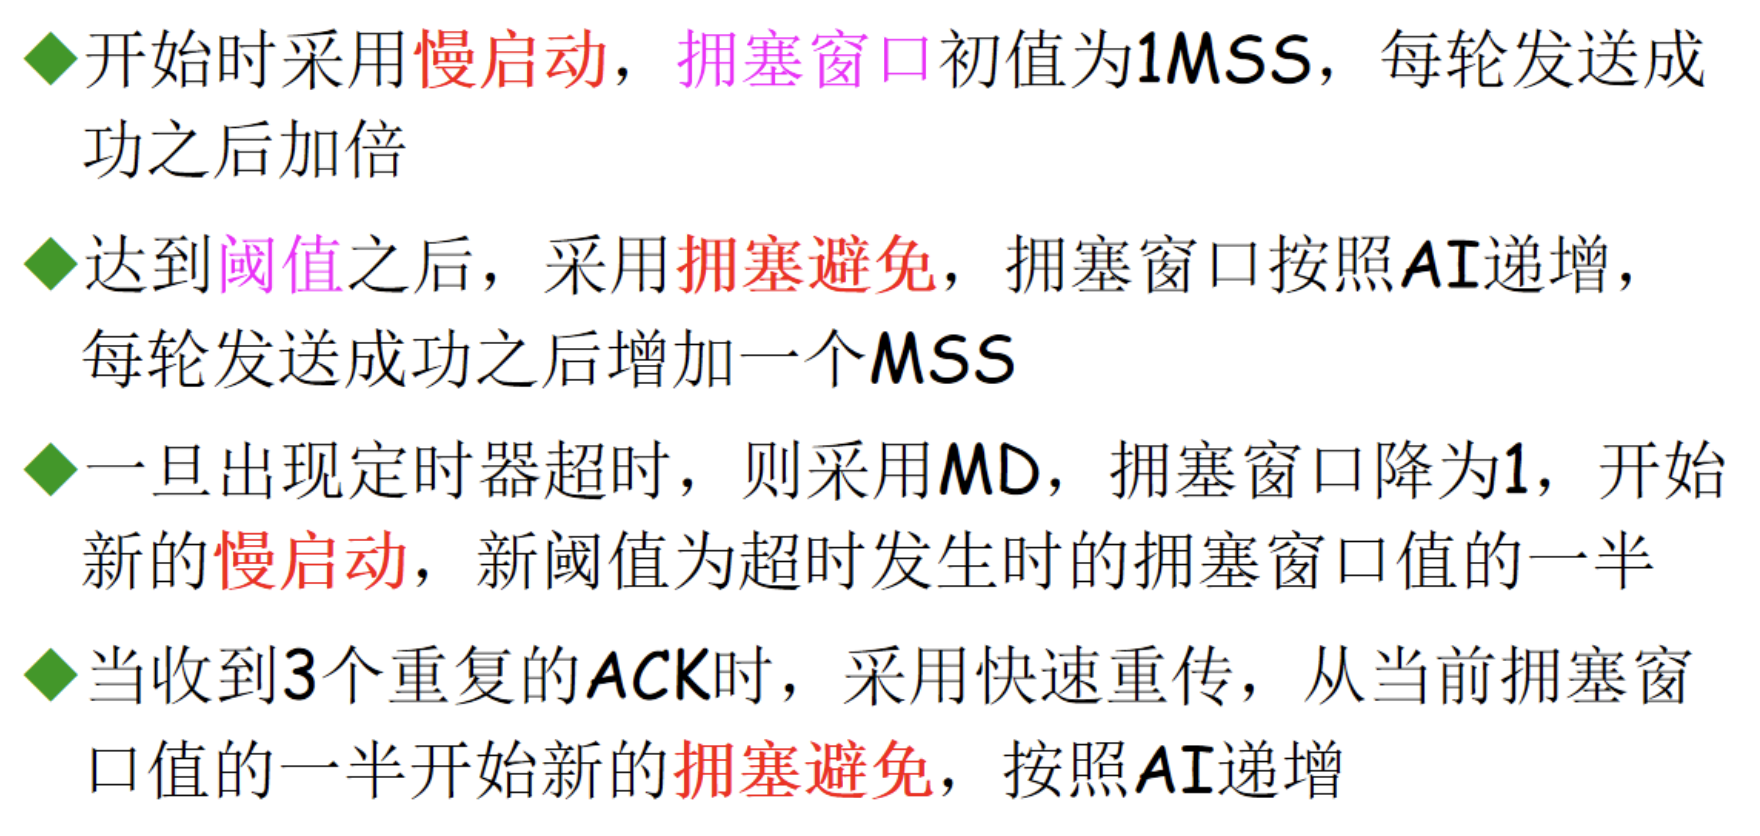 ◆开始时采用慢启动，拥塞窗口初值为1MSS，每轮发送成
功之后加倍
◆达到阈值之后，采用拥塞避免，拥塞窗口按照AI递增，
每轮发送成功之后增加一个MSS
◆一旦出现定时器超时，则采用MD，拥塞窗口降为1，开始
新的慢启动，新阈值为超时发生时的拥塞窗口值的一半
◆当收到3个重复的ACK时，采用快速重传，从当前拥塞窗
口值的一半开始新的拥塞避免，按照AI递增